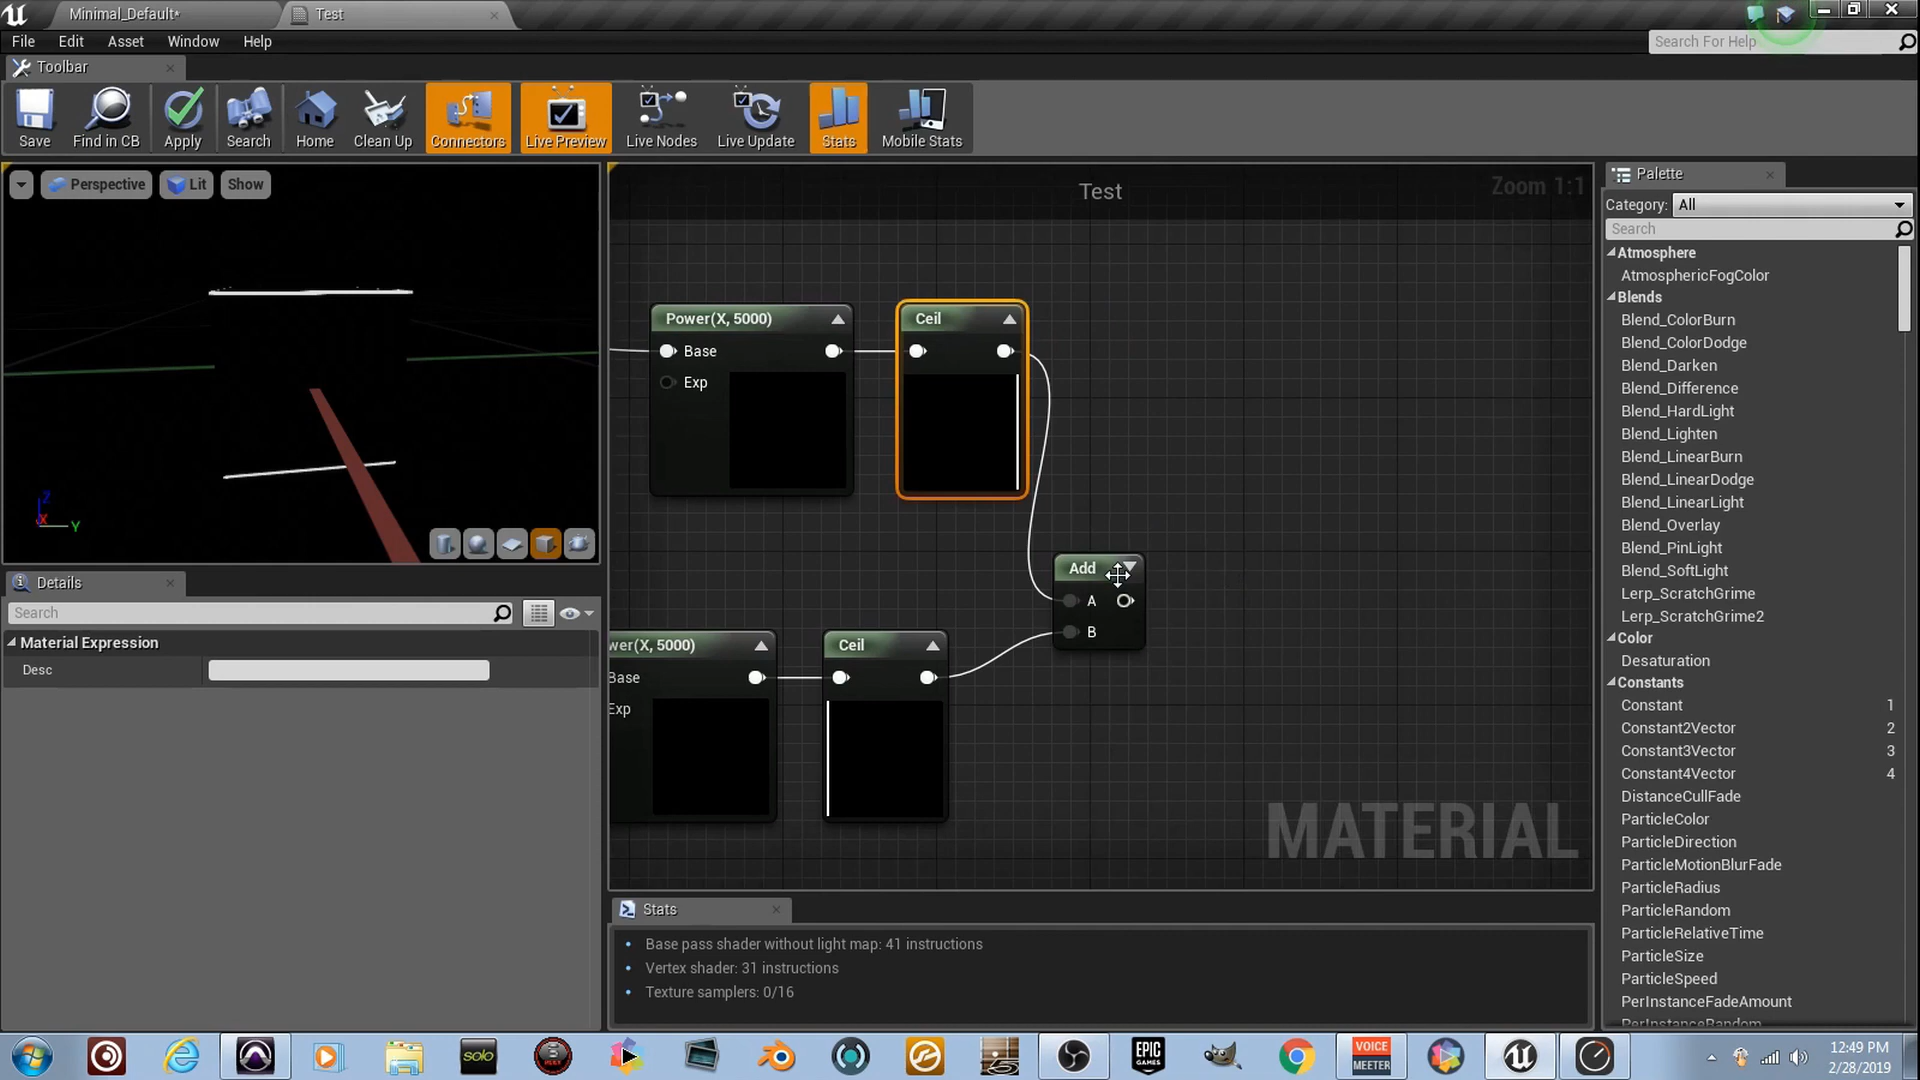 Minimal_Default*
Test
File Edit Asset Window Help
Search For Help
Toolbar
Save Find in CB Apply Search Home Clean Up Connectors Live Preview Live Nodes Live Update Stats Mobile Stats
Perspective Lit Show
Z
X
Y
Details
Search
Material Expression
Desc
Test
Zoom 1:1
Power(X, 5000)
Base
Exp
Ceil
Add
A
B
wer(X, 5000)
Base
Exp
Ceil
MATERIAL
Stats
Base pass shader without light map: 41 instructions
Vertex shader: 31 instructions
Texture samplers: 0/16
Palette
Category: All
Search
Atmosphere
AtmosphericFogColor
Blends
Blend_ColorBurn
Blend_ColorDodge
Blend_Darken
Blend_Difference
Blend_HardLight
Blend_Lighten
Blend_LinearBurn
Blend_LinearDodge
Blend_LinearLight
Blend_Overlay
Blend_PinLight
Blend_SoftLight
Lerp_ScratchGrime
Lerp_ScratchGrime2
Color
Desaturation
Constants
Constant 1
Constant2Vector 2
Constant3Vector 3
Constant4Vector 4
DistanceCullFade
ParticleColor
ParticleDirection
ParticleMotionBlurFade
ParticleRadius
ParticleRandom
ParticleRelativeTime
ParticleSize
ParticleSpeed
PerInstanceFadeAmount
PerInstanceRandom
solo
EPIC
GAMES
VOICE
MEETER
12:49 PM
2/28/2019